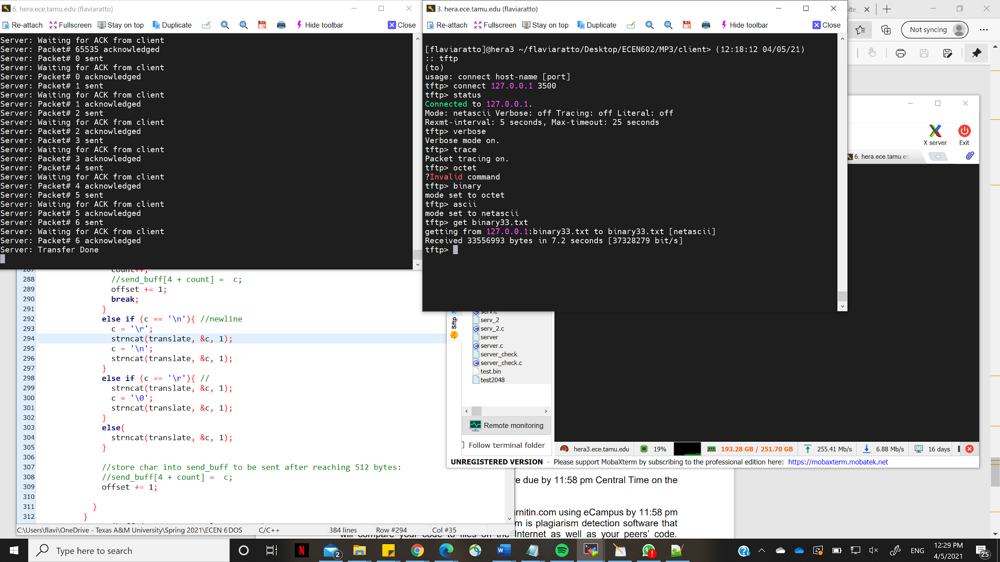 6. hera.ece.tamu.edu (flaviaratto)
Re-attach Fullscreen Stay on top Duplicate Hide toolbar Close
Server: Waiting for ACK from client
Server: Packet# 65535 acknowledged
Server: Packet# 0 sent
Server: Waiting for ACK from client
Server: Packet# 0 acknowledged
Server: Packet# 1 sent
Server: Waiting for ACK from client
Server: Packet# 1 acknowledged
Server: Packet# 2 sent
Server: Waiting for ACK from client
Server: Packet# 2 acknowledged
Server: Packet# 3 sent
Server: Waiting for ACK from client
Server: Packet# 3 acknowledged
Server: Packet# 4 sent
Server: Waiting for ACK from client
Server: Packet# 4 acknowledged
Server: Packet# 5 sent
Server: Waiting for ACK from client
Server: Packet# 5 acknowledged
Server: Packet# 6 sent
Server: Waiting for ACK from client
Server: Packet# 6 acknowledged
Server: Transfer Done
3. hera.ece.tamu.edu (flaviaratto)
Re-attach Fullscreen Stay on top Duplicate Hide toolbar Close
[flaviaratto]@hera3 ~/flaviaratto/Desktop/ECEN602/MP3/client> (12:18:12 04/05/21)
:: tftp
(to)
usage: connect host-name [port]
tftp> connect 127.0.0.1 3500
tftp> status
Connected to 127.0.0.1.
Mode: netascii Verbose: off Tracing: off Literal: off
Rexmt-interval: 5 seconds, Max-timeout: 25 seconds
tftp> verbose
Verbose mode on.
tftp> trace
Packet tracing on.
tftp> octet
?Invalid command
tftp> binary
mode set to octet
tftp> ascii
mode set to netascii
tftp> get binary33.txt
getting from 127.0.0.1:binary33.txt to binary33.txt [netascii]
Received 33556993 bytes in 7.2 seconds [37328279 bit/s]
tftp>
Not syncing
X server Exit
6. hera.ece.tamu.ed
287 count++;
288 //send_buff[4 + count] =  c;
289 offset += 1;
290 break;
291 }
292 else if (c == '\n'){ //newline
293 c = '\r';
294 strncat(translate, &c, 1);
295 c = '\n';
296 strncat(translate, &c, 1);
297 }
298 else if (c == '\r'){ //
299 strncat(translate, &c, 1);
300 c = '\0';
301 strncat(translate, &c, 1);
302 }
303 else{
304 strncat(translate, &c, 1);
305 }
306
307 //store char into send_buff to be sent after reaching 512 bytes:
308 //send_buff[4 + count] =  c;
309 offset += 1;
310
311 }
312 }
C:\Users\flavi\OneDrive - Texas A&M University\Spring 2021\ECEN 6 DOS C/C++ 384 lines Row #294 Col #35
Sftp
serv.c
serv_2
serv_2.c
server
server.c
server_check
server_check.c
test.bin
test2048
Remote monitoring
Follow terminal folder
hera3.ece.tamu.edu 19% 193.28 GB / 251.70 GB 255.41 Mb/s 6.88 Mb/s 16 days
UNREGISTERED VERSION - Please support MobaXterm by subscribing to the professional edition here: https://mobaxterm.mobatek.net
due by 11:58 pm Central Time on the
using eCampus by 11:58 pm
is plagiarism detection software that
will compare your code to files on the Internet as well as your peers' code.
Type here to search
2
ENG
12:29 PM
4/5/2021
25